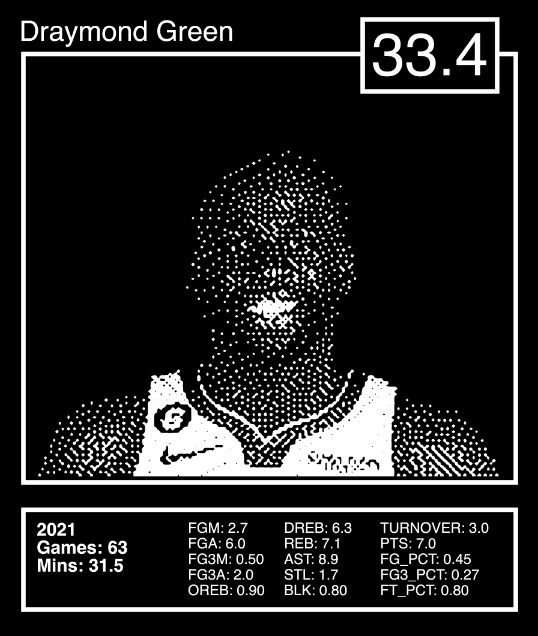 Draymond Green
33.4
2021
Games: 63
Mins: 31.5
FGM: 2.7
FGA: 6.0
FG3M: 0.50
FG3A: 2.0
OREB: 0.90
DREB: 6.3
REB: 7.1
AST: 8.9
STL: 1.7
BLK: 0.80
TURNOVER: 3.0
PTS: 7.0
FG_PCT: 0.45
FG3_PCT: 0.27
FT_PCT: 0.80